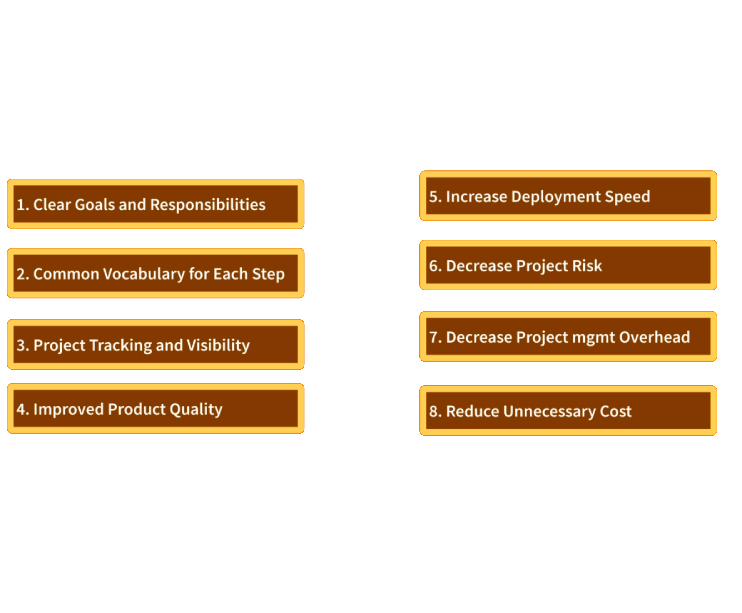 1. Clear Goals and Responsibilities
2. Common Vocabulary for Each Step
3. Project Tracking and Visibility
4. Improved Product Quality
5. Increase Deployment Speed
6. Decrease Project Risk
7. Decrease Project mgmt Overhead
8. Reduce Unnecessary Cost